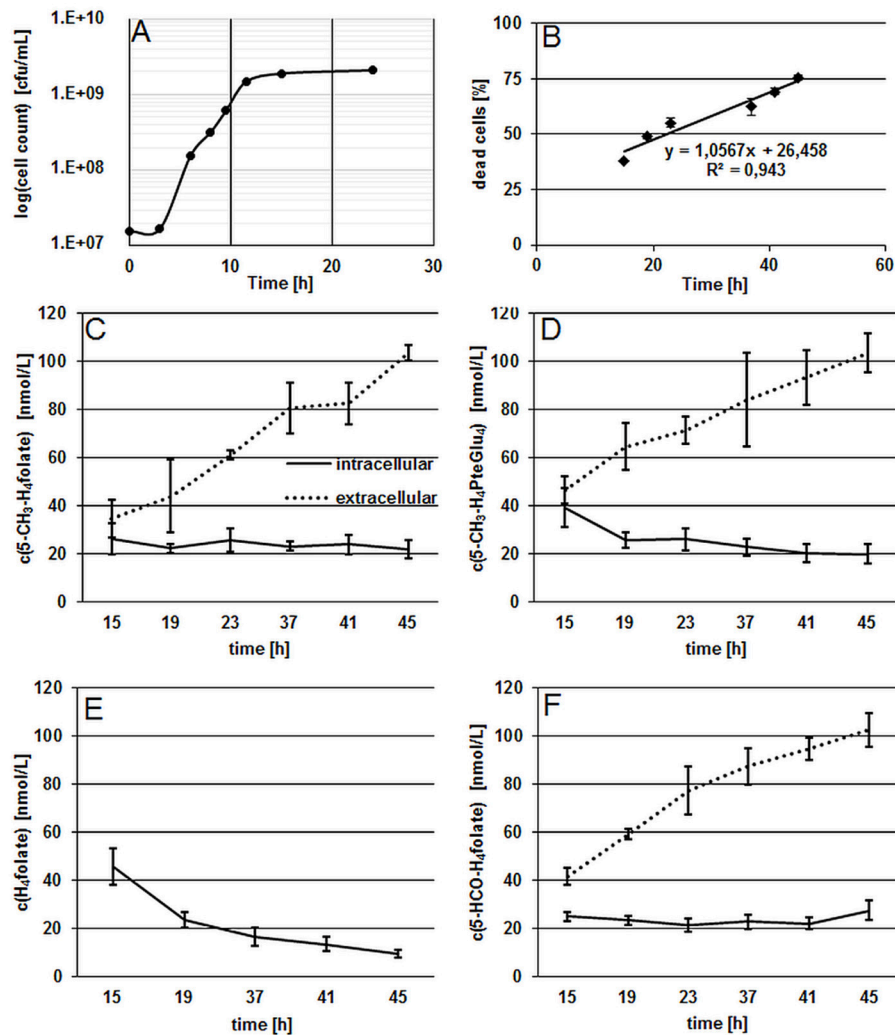 A
log(cell count) [cfu/mL]
1.E+10
1.E+09
1.E+08
1.E+07
0 10 20 30
Time [h]
B
dead cells [%]
100
75
50
25
0
y = 1,0567x + 26,458
R² = 0,943
0 20 40 60
Time [h]
C
c(5-CH₃-H₄folate) [nmol/L]
120
100
80
60
40
20
0
intracellular
extracellular
15 19 23 37 41 45
time [h]
D
c(5-CH₃-H₄PteGlu₄) [nmol/L]
120
100
80
60
40
20
0
15 19 23 37 41 45
time [h]
E
c(H₄folate) [nmol/L]
120
100
80
60
40
20
0
15 19 37 41 45
time [h]
F
c(5-HCO-H₄folate) [nmol/L]
120
100
80
60
40
20
0
15 19 23 37 41 45
time [h]